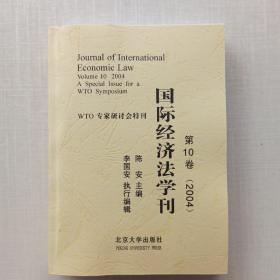 Journal of International
Economic Law
Volume 10 2004
A Special Issue for a
WTO Symposium
WTO 专家研讨会特刊
国际经济法学刊
第10卷(2004)
陈安 主编
李国安 执行编辑
北京大学出版社
PEKING UNIVERSITY PRESS